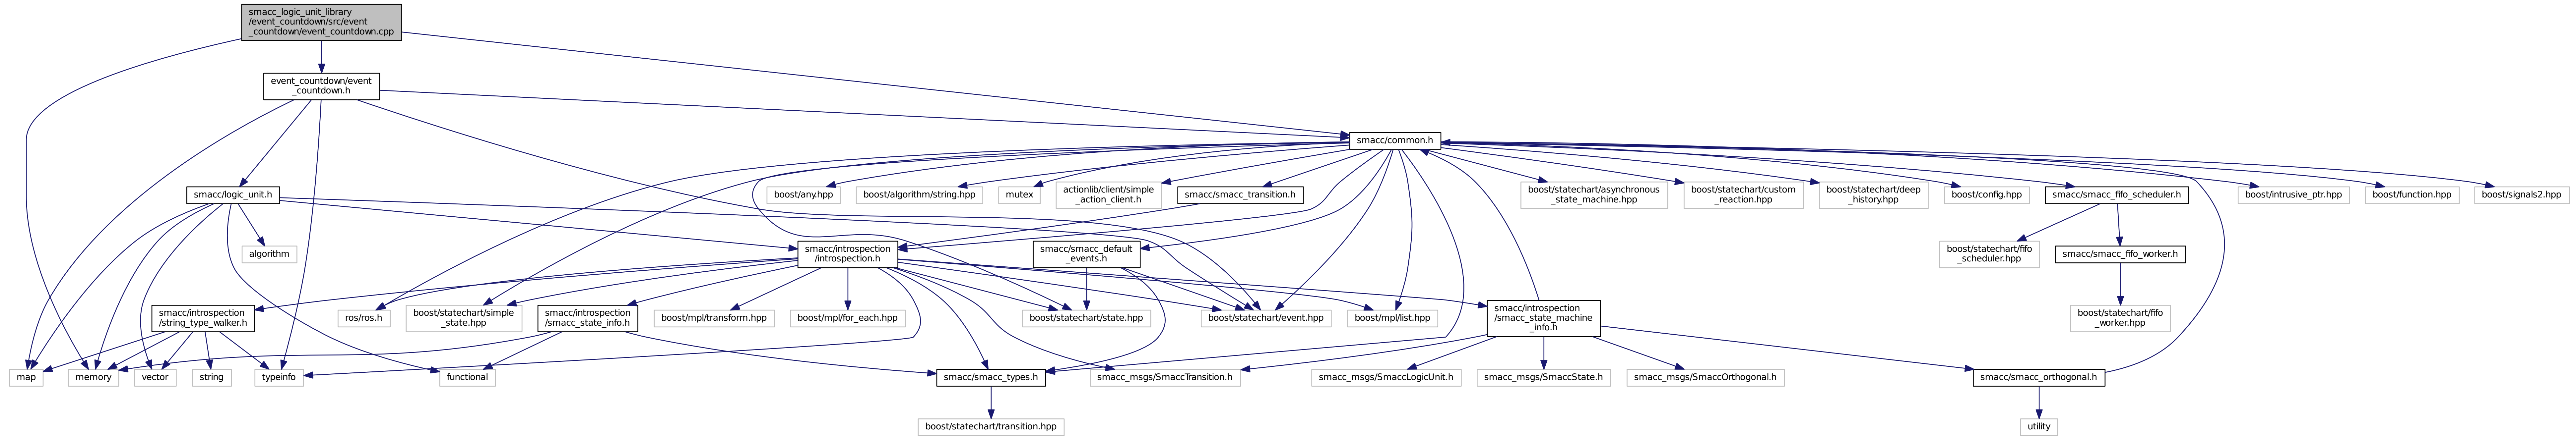 smacc_logic_unit_library
/event_countdown/src/event
_countdown/event_countdown.cpp
event_countdown/event
_countdown.h
smacc/common.h
smacc/logic_unit.h
boost/any.hpp
boost/algorithm/string.hpp
mutex
actionlib/client/simple
_action_client.h
smacc/smacc_transition.h
boost/statechart/asynchronous
_state_machine.hpp
boost/statechart/custom
_reaction.hpp
boost/statechart/deep
_history.hpp
boost/config.hpp
smacc/smacc_fifo_scheduler.h
boost/intrusive_ptr.hpp
boost/function.hpp
boost/signals2.hpp
algorithm
smacc/introspection
/introspection.h
smacc/smacc_default
_events.h
boost/statechart/fifo
_scheduler.hpp
smacc/smacc_fifo_worker.h
smacc/introspection
/string_type_walker.h
ros/ros.h
boost/statechart/simple
_state.hpp
smacc/introspection
/smacc_state_info.h
boost/mpl/transform.hpp
boost/mpl/for_each.hpp
boost/statechart/state.hpp
boost/statechart/event.hpp
boost/mpl/list.hpp
smacc/introspection
/smacc_state_machine
_info.h
boost/statechart/fifo
_worker.hpp
map
memory
vector
string
typeinfo
functional
smacc/smacc_types.h
smacc_msgs/SmaccTransition.h
smacc_msgs/SmaccLogicUnit.h
smacc_msgs/SmaccState.h
smacc_msgs/SmaccOrthogonal.h
smacc/smacc_orthogonal.h
boost/statechart/transition.hpp
utility